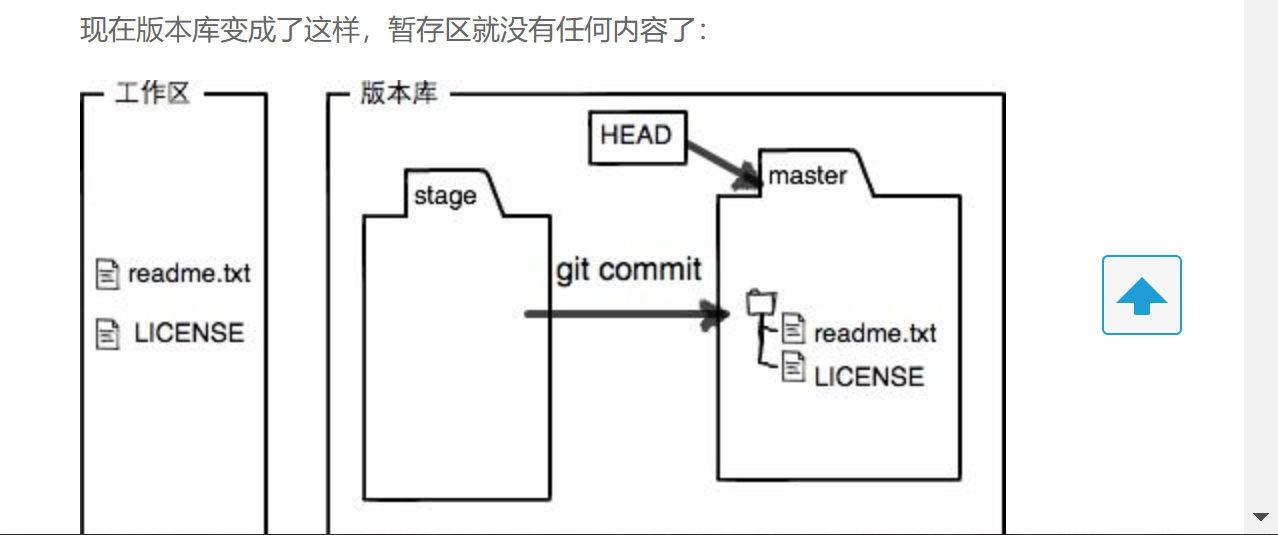 现在版本库变成了这样，暂存区就没有任何内容了：
工作区
版本库
HEAD
master
stage
git commit
readme.txt
LICENSE
readme.txt
LICENSE